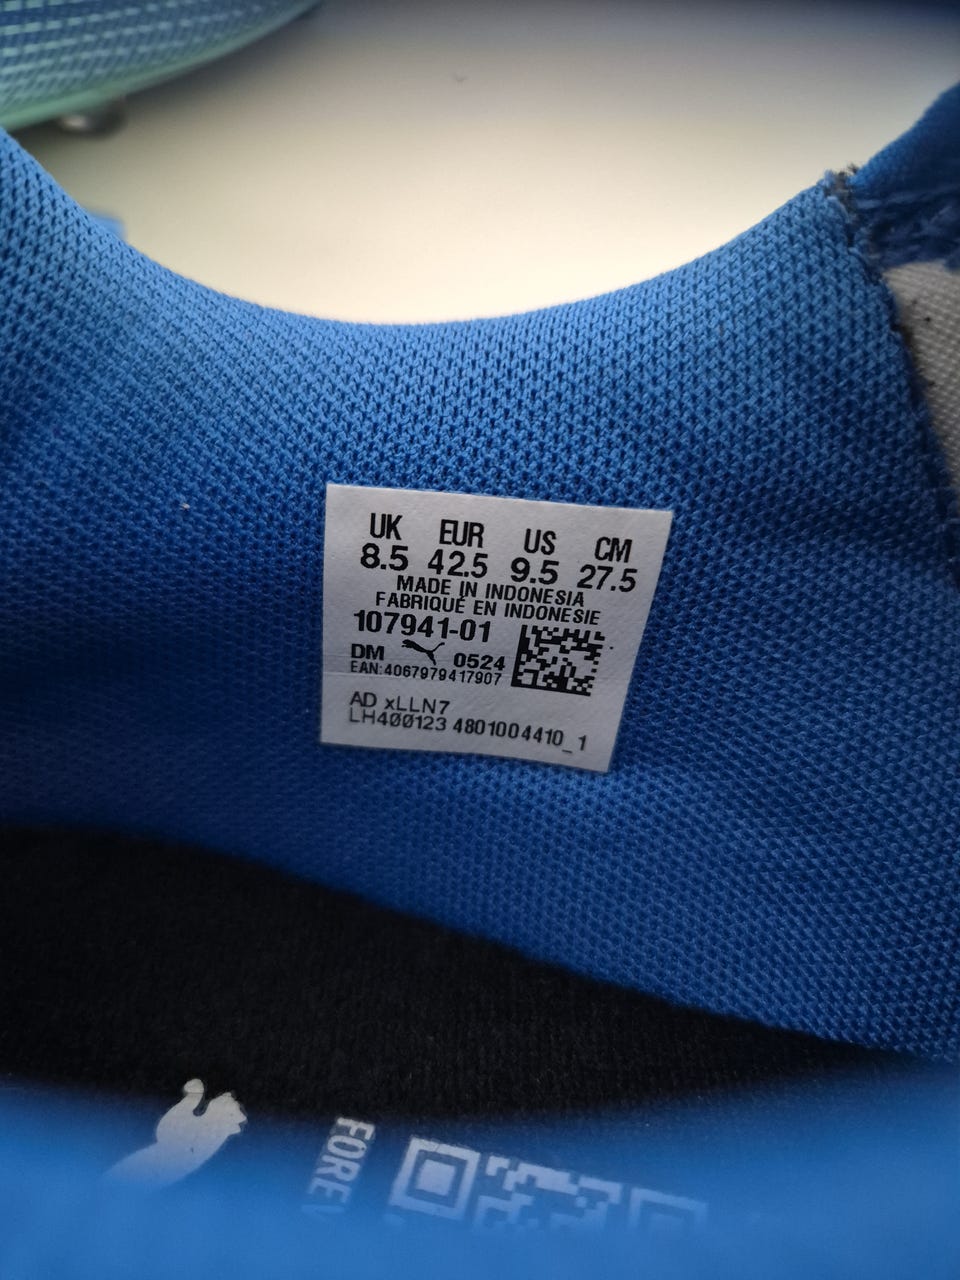 UK EUR US CM
8.5 42.5 9.5 27.5
MADE IN INDONESIA
FABRIQUÉ EN INDONESIE
107941-01
DM 0524
EAN:4067979417907
AD xLLN7
LH400123 4801004410_1